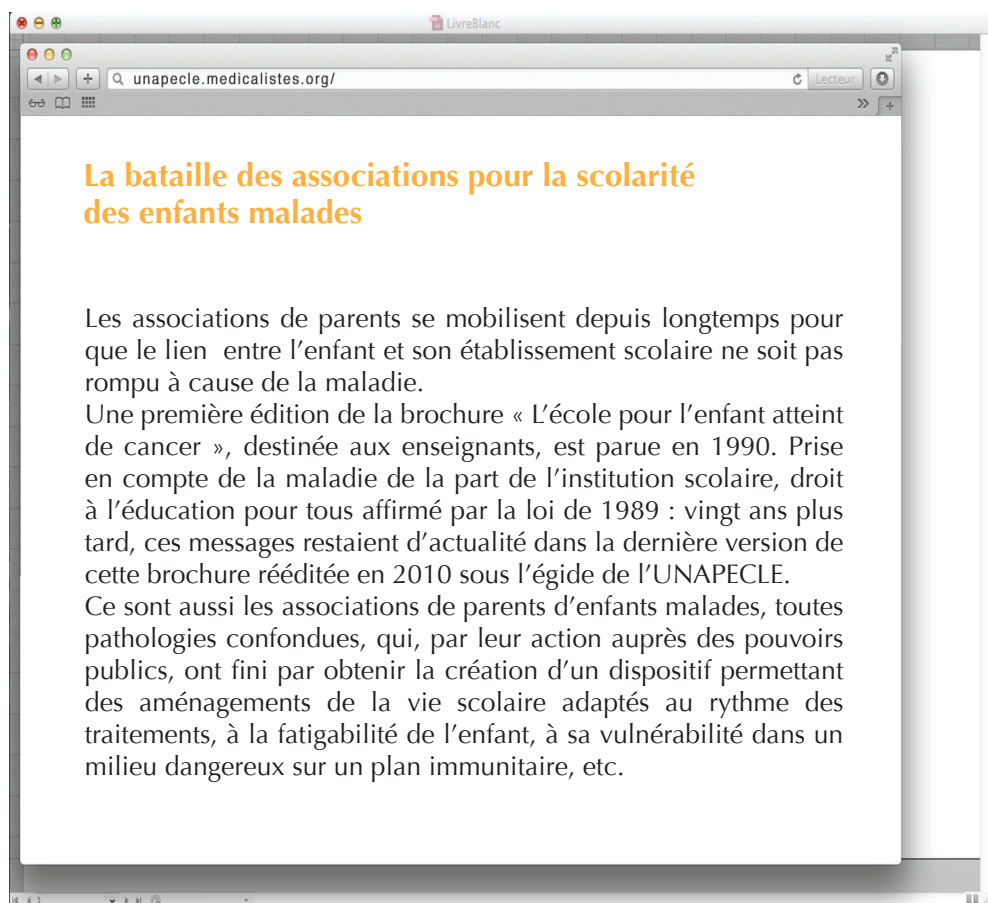 LivreBlanc
unapecle.medicalistes.org/
Lecteur
La bataille des associations pour la scolarité
des enfants malades
Les associations de parents se mobilisent depuis longtemps pour
que le lien  entre l’enfant et son établissement scolaire ne soit pas
rompu à cause de la maladie.
Une première édition de la brochure « L’école pour l’enfant atteint
de cancer », destinée aux enseignants, est parue en 1990. Prise
en compte de la maladie de la part de l’institution scolaire, droit
à l’éducation pour tous affirmé par la loi de 1989 : vingt ans plus
tard, ces messages restaient d’actualité dans la dernière version de
cette brochure rééditée en 2010 sous l’égide de l’UNAPECLE.
Ce sont aussi les associations de parents d’enfants malades, toutes
pathologies confondues, qui, par leur action auprès des pouvoirs
publics, ont fini par obtenir la création d’un dispositif permettant
des aménagements de la vie scolaire adaptés au rythme des
traitements, à la fatigabilité de l’enfant, à sa vulnérabilité dans un
milieu dangereux sur un plan immunitaire, etc.